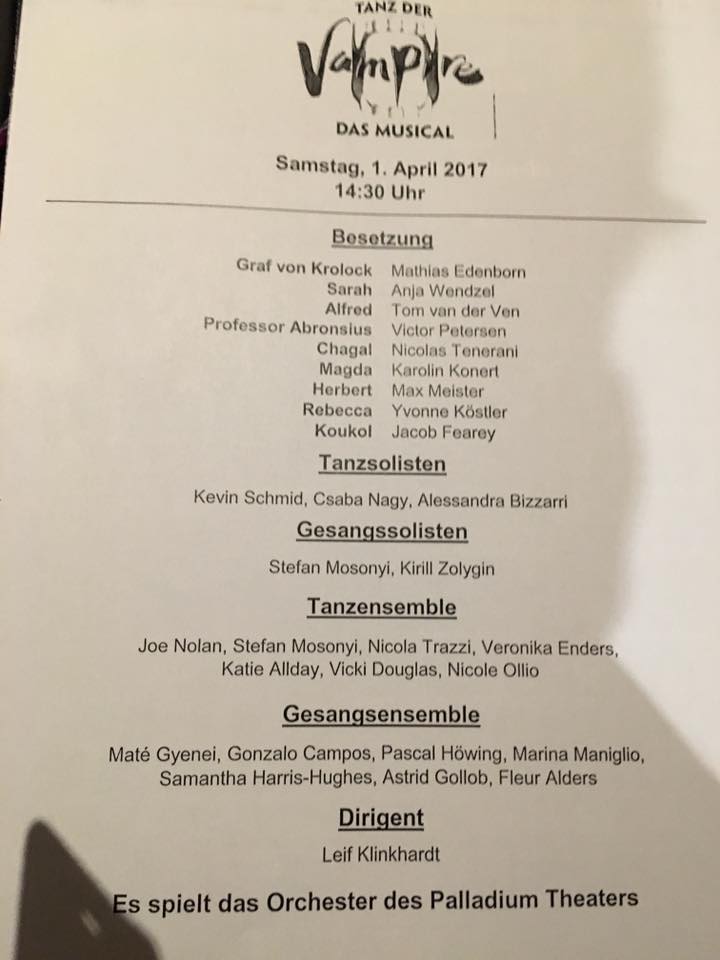 TANZ DER
Vampire
DAS MUSICAL
Samstag, 1. April 2017
14:30 Uhr
Besetzung
Graf von Krolock Mathias Edenborn
Sarah Anja Wendzel
Alfred Tom van der Ven
Professor Abronsius Victor Petersen
Chagal Nicolas Tenerani
Magda Karolin Konert
Herbert Max Meister
Rebecca Yvonne Köstler
Koukol Jacob Fearey
Tanzsolisten
Kevin Schmid, Csaba Nagy, Alessandra Bizzarri
Gesangssolisten
Stefan Mosonyi, Kirill Zolygin
Tanzensemble
Joe Nolan, Stefan Mosonyi, Nicola Trazzi, Veronika Enders,
Katie Allday, Vicki Douglas, Nicole Ollio
Gesangsensemble
Maté Gyenei, Gonzalo Campos, Pascal Höwing, Marina Maniglio,
Samantha Harris-Hughes, Astrid Gollob, Fleur Alders
Dirigent
Leif Klinkhardt
Es spielt das Orchester des Palladium Theaters